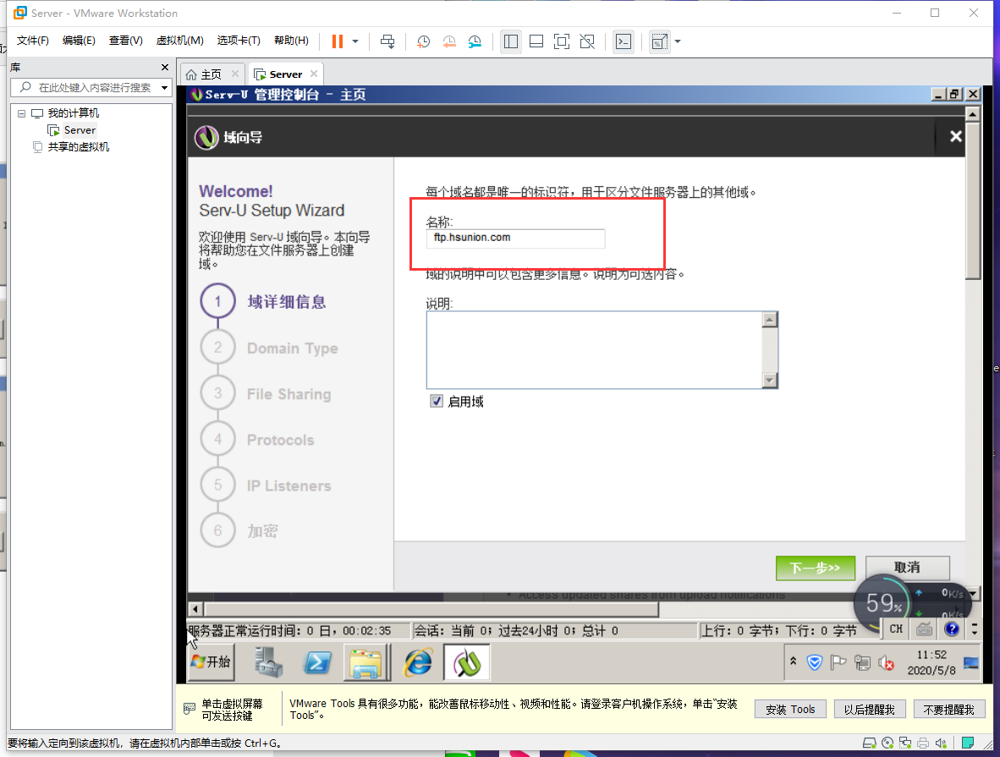 Server - VMware Workstation
文件(F) 编辑(E) 查看(V) 虚拟机(M) 选项卡(T) 帮助(H)
库
在此处键入内容进行搜索
我的计算机
Server
共享的虚拟机
主页 Server
Serv-U 管理控制台 - 主页
域向导
Welcome!
Serv-U Setup Wizard
欢迎使用 Serv-U 域向导。本向导
将帮助您在文件服务器上创建
域。
1 域详细信息
2 Domain Type
3 File Sharing
4 Protocols
5 IP Listeners
6 加密
每个域名都是唯一的标识符，用于区分文件服务器上的其他域。
名称:
ftp.hsunion.com
域的说明中可以包含更多信息。说明为可选内容。
说明:
启用域
下一步>> 取消
Access updated shares from upload notifications
59%
0K/s
0K/s
服务器正常运行时间：0 日，00:02:35 会话：当前 0；过去24小时 0；总计 0 上行：0 字节；下行：0 字节
CH
开始
11:52
2020/5/8
单击虚拟屏幕
可发送按键
VMware Tools 具有很多功能，能改善鼠标移动性、视频和性能。请登录客户机操作系统，单击“安装
Tools”。
安装 Tools 以后提醒我 不要提醒我
要将输入定向到该虚拟机，请在虚拟机内部单击或按 Ctrl+G。